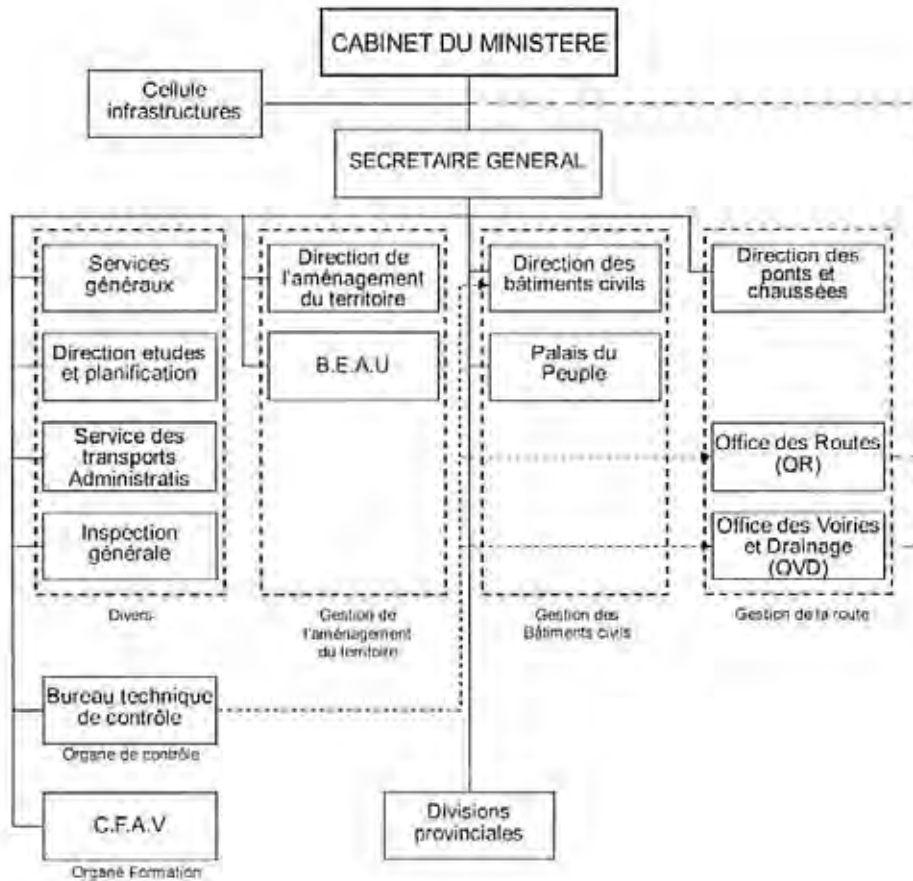 CABINET DU MINISTERE
Cellule
infrastructures
SECRETAIRE GENERAL
Services
généraux
Direction etudes
et planification
Service des
transports
Administratis
Inspection
générale
Divers
Direction de
l'aménagement
du territoire
B.E.A.U
Gestion de
l'aménagement
du territoire
Direction des
bâtiments civils
Palais du
Peuple
Gestion des
Bâtiments civils
Direction des
ponts et
chaussées
Office des Routes
(OR)
Office des Voiries
et Drainage
(OVD)
Gestion de la route
Bureau technique
de contrôle
Organe de contrôle
C.F.A.V
Organe Formation
Divisions
provinciales